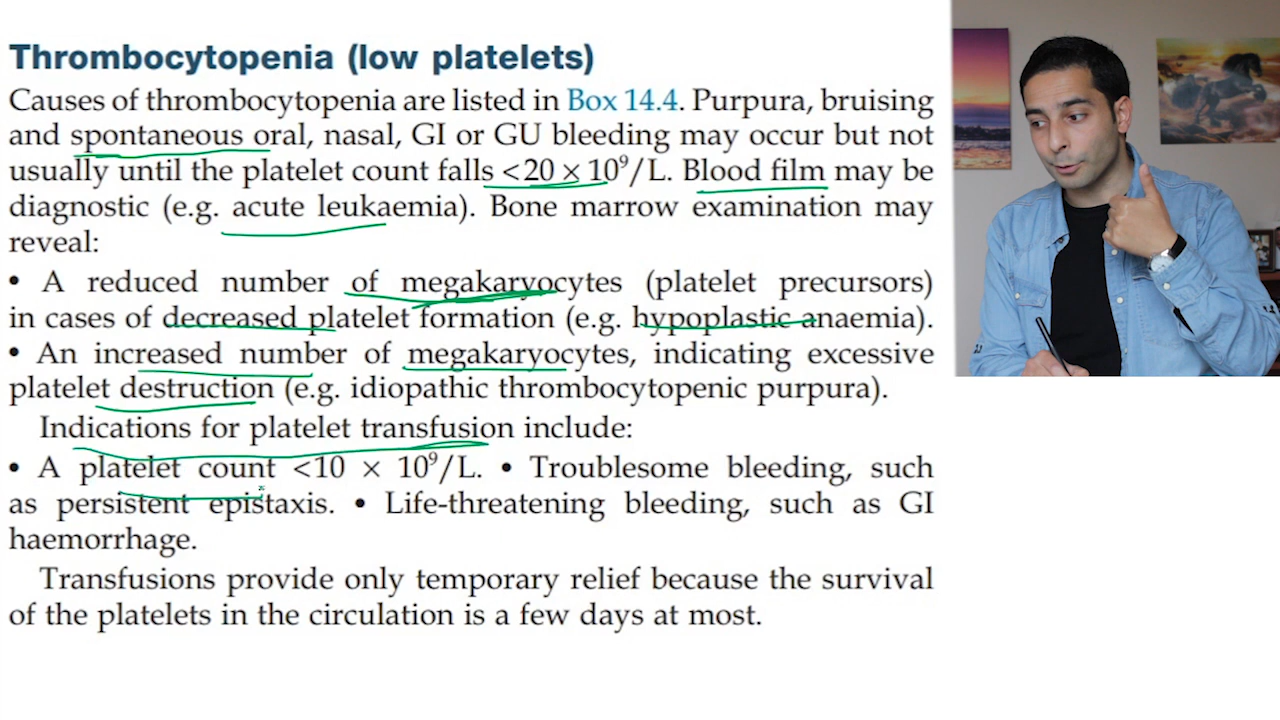 Thrombocytopenia (low platelets)
Causes of thrombocytopenia are listed in Box 14.4. Purpura, bruising
and spontaneous oral, nasal, GI or GU bleeding may occur but not
usually until the platelet count falls <20 × 10⁹/L. Blood film may be
diagnostic (e.g. acute leukaemia). Bone marrow examination may
reveal:
• A reduced number of megakaryocytes (platelet precursors)
in cases of decreased platelet formation (e.g. hypoplastic anaemia).
• An increased number of megakaryocytes, indicating excessive
platelet destruction (e.g. idiopathic thrombocytopenic purpura).
Indications for platelet transfusion include:
• A platelet count <10 × 10⁹/L. • Troublesome bleeding, such
as persistent epistaxis. • Life-threatening bleeding, such as GI
haemorrhage.
Transfusions provide only temporary relief because the survival
of the platelets in the circulation is a few days at most.